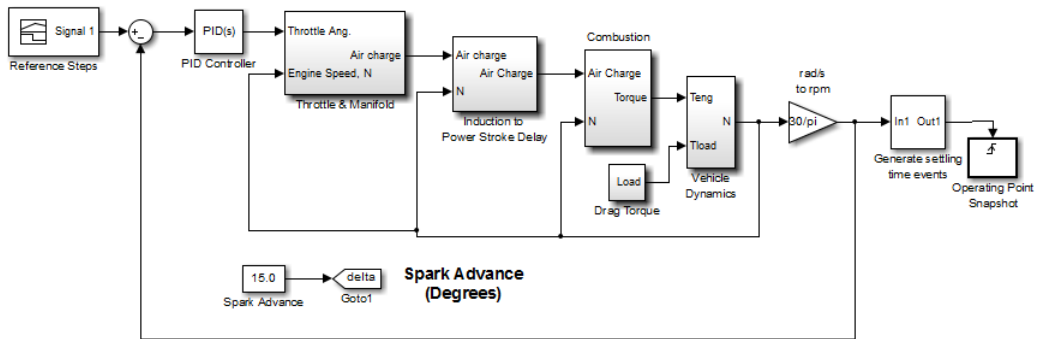 Signal 1
Reference Steps
+
-
PID(s)
PID Controller
Throttle Ang.
Air charge
Engine Speed, N
Throttle & Manifold
Air charge
Air Charge
N
Induction to
Power Stroke Delay
Combustion
Air Charge
Torque
N
Load
Drag Torque
Teng
N
Tload
Vehicle
Dynamics
rad/s
to rpm
30/pi
In1 Out1
Generate settling
time events
Operating Point
Snapshot
15.0
Spark Advance
delta
Goto1
Spark Advance
(Degrees)